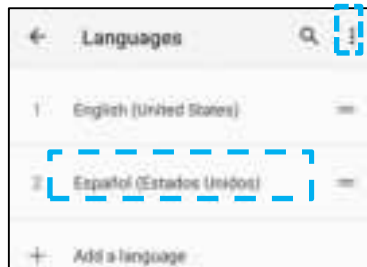 Languages
1 English (United States)
2 Español (Estados Unidos)
+ Add a language